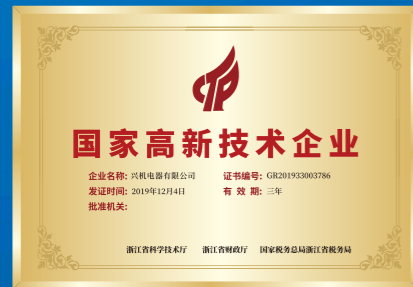 国家高新技术企业
企业名称: 兴机电器有限公司 证书编号: GR201933003786
发证时间: 2019年12月4日 有效期: 三年
批准机关:
浙江省科学技术厅 浙江省财政厅 国家税务总局浙江省税务局